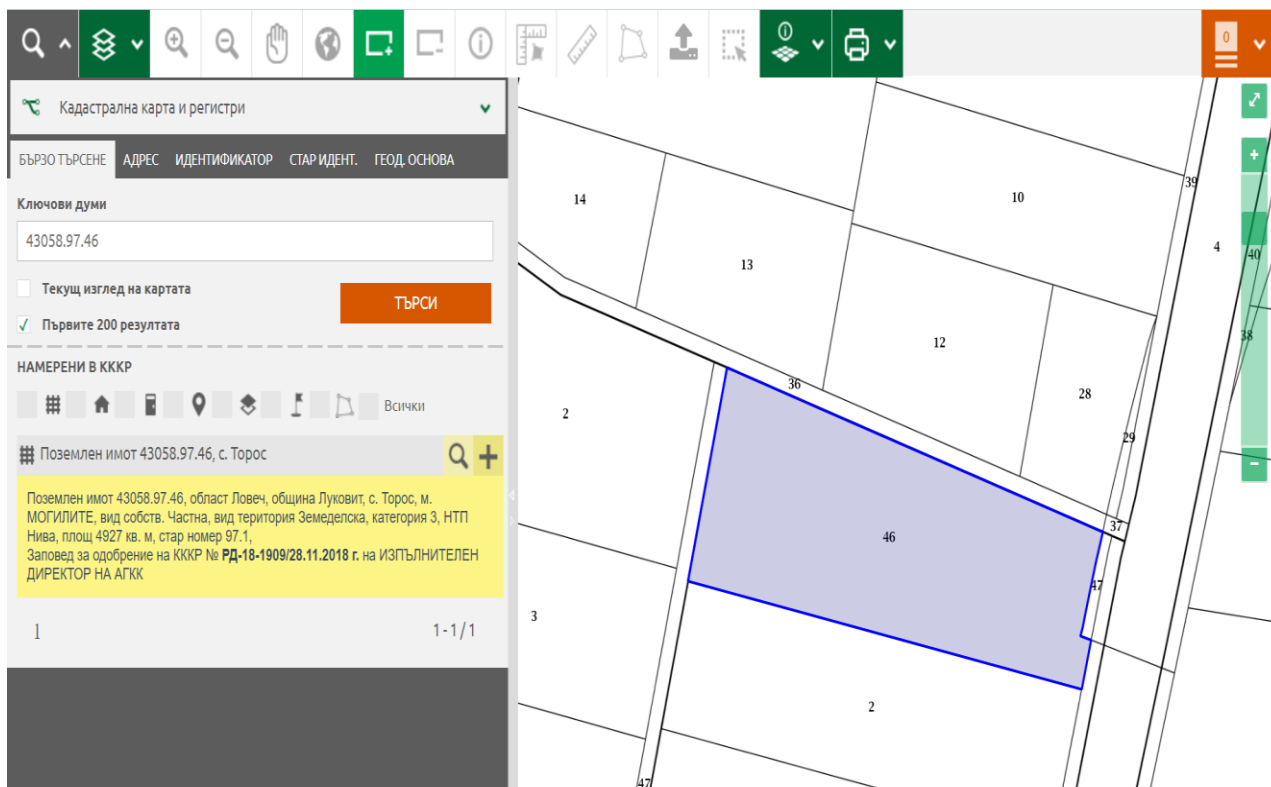 0
Кадастрална карта и регистри
БЪРЗО ТЪРСЕНЕ АДРЕС ИДЕНТИФИКАТОР СТАР ИДЕНТ. ГЕОД. ОСНОВА
Ключови думи
43058.97.46
Текущ изглед на картата
Първите 200 резултата
ТЪРСИ
НАМЕРЕНИ В КККР
Всички
Поземлен имот 43058.97.46, с. Торос
Поземлен имот 43058.97.46, област Ловеч, община Луковит, с. Торос, м.
МОГИЛИТЕ, вид собств. Частна, вид територия Земеделска, категория 3, НТП
Нива, площ 4927 кв. м, стар номер 97.1,
Заповед за одобрение на КККР № РД-18-1909/28.11.2018 г. на ИЗПЪЛНИТЕЛЕН
ДИРЕКТОР НА АГКК
1
1 - 1 / 1
39
14
10
4
40
13
38
12
36
28
2
29
37
46
47
3
2
47